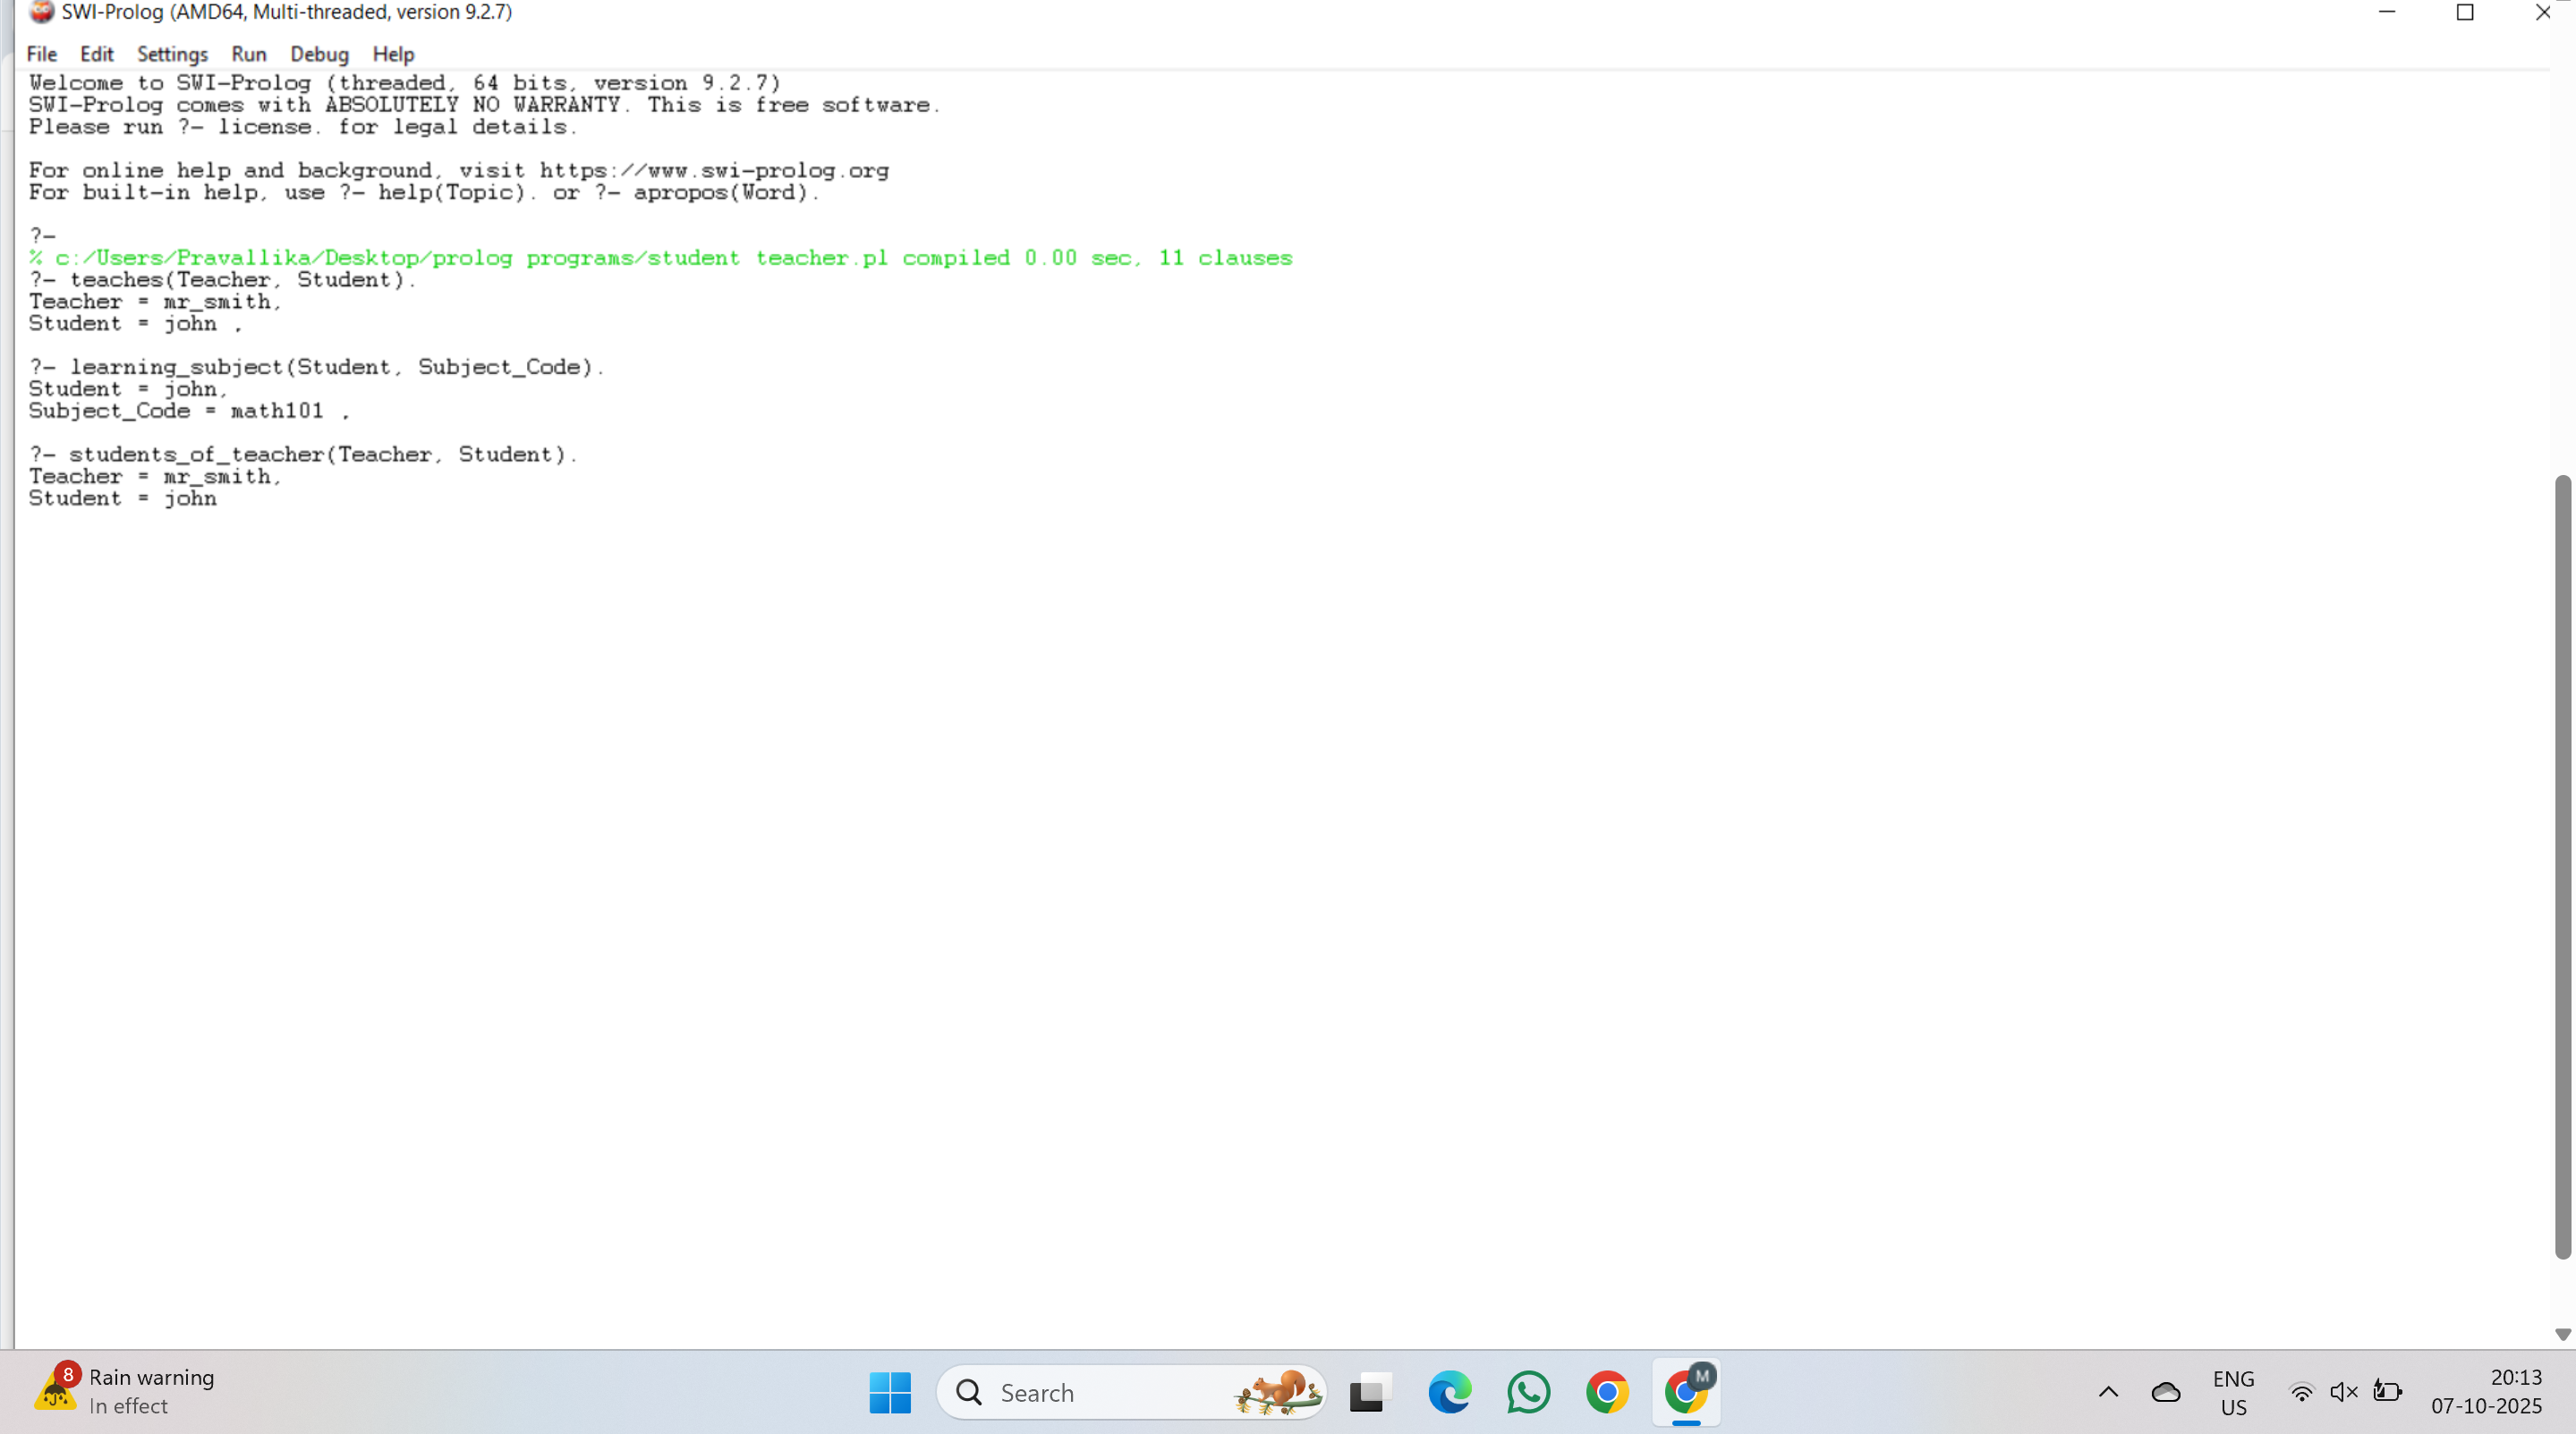 SWI-Prolog (AMD64, Multi-threaded, version 9.2.7)
File Edit Settings Run Debug Help
Welcome to SWI-Prolog (threaded, 64 bits, version 9.2.7)
SWI-Prolog comes with ABSOLUTELY NO WARRANTY. This is free software.
Please run ?- license. for legal details.
For online help and background, visit https://www.swi-prolog.org
For built-in help, use ?- help(Topic). or ?- apropos(Word).
?-
% c:/Users/Pravallika/Desktop/prolog programs/student teacher.pl compiled 0.00 sec, 11 clauses
?- teaches(Teacher, Student).
Teacher = mr_smith,
Student = john .
?- learning_subject(Student, Subject_Code).
Student = john,
Subject_Code = math101 .
?- students_of_teacher(Teacher, Student).
Teacher = mr_smith,
Student = john
8
Rain warning
In effect
Search
M
ENG
US
20:13
07-10-2025